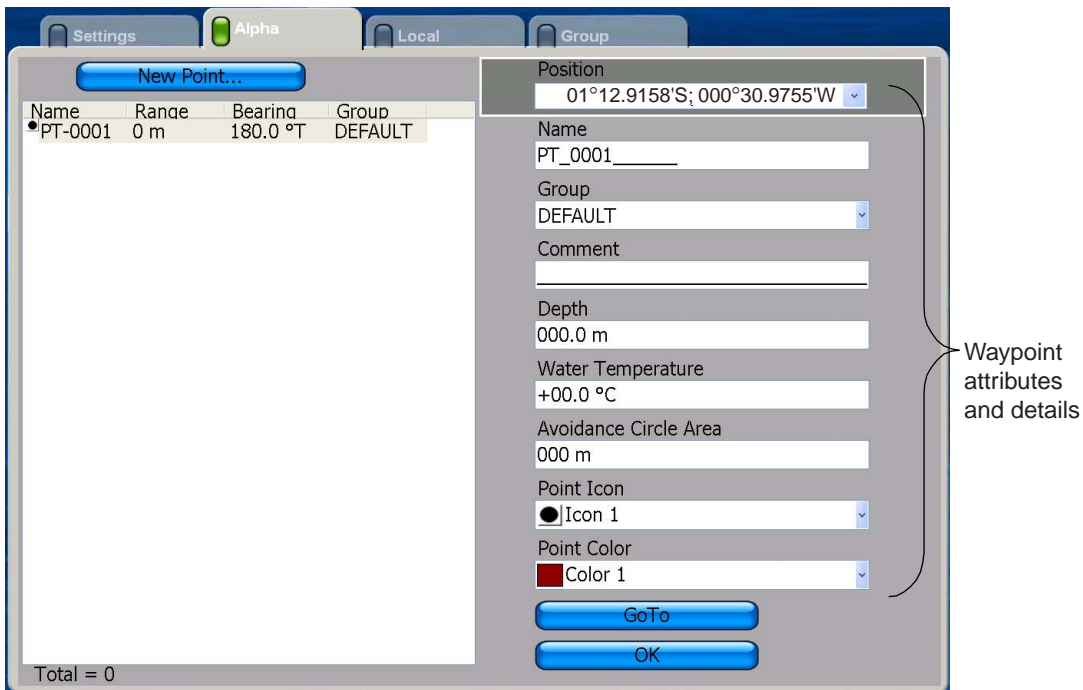 Settings
Alpha
Local
Group
New Point...
Name Range Bearing Group
PT-0001 0 m 180.0 °T DEFAULT
Total = 0
Position
01°12.9158'S; 000°30.9755'W
Name
PT_0001______
Group
DEFAULT
Comment
Depth
000.0 m
Water Temperature
+00.0 °C
Avoidance Circle Area
000 m
Point Icon
Icon 1
Point Color
Color 1
GoTo
OK
Waypoint
attributes
and details